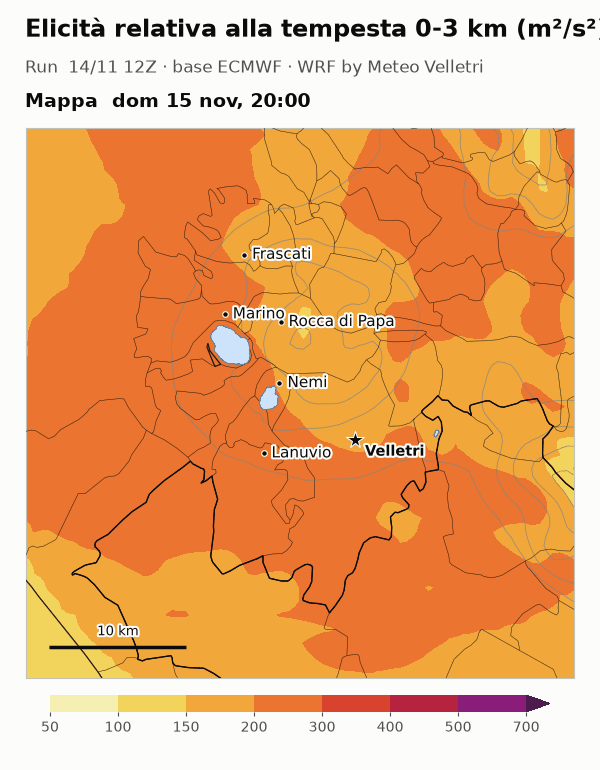 Elicità relativa alla tempesta 0-3 km (m²/s²)
Run 14/11 12Z · base ECMWF · WRF by Meteo Velletri
Mappa dom 15 nov, 20:00
Frascati
Marino
Rocca di Papa
Nemi
Velletri
Lanuvio
10 km
50 100 150 200 300 400 500 700